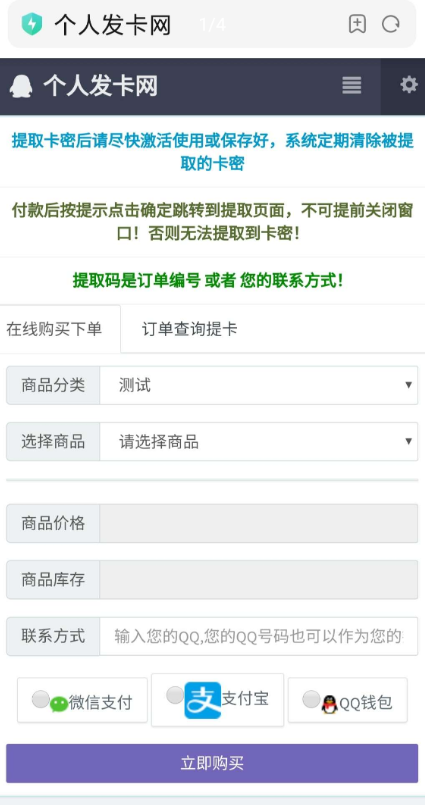 个人发卡网
1/4
个人发卡网
提取卡密后请尽快激活使用或保存好，系统定期清除被提
取的卡密
付款后按提示点击确定跳转到提取页面，不可提前关闭窗
口！否则无法提取到卡密！
提取码是订单编号 或者 您的联系方式！
在线购买下单
订单查询提卡
商品分类
测试
选择商品
请选择商品
商品价格
商品库存
联系方式
输入您的QQ,您的QQ号码也可以作为您的
微信支付
支 支付宝
QQ钱包
立即购买